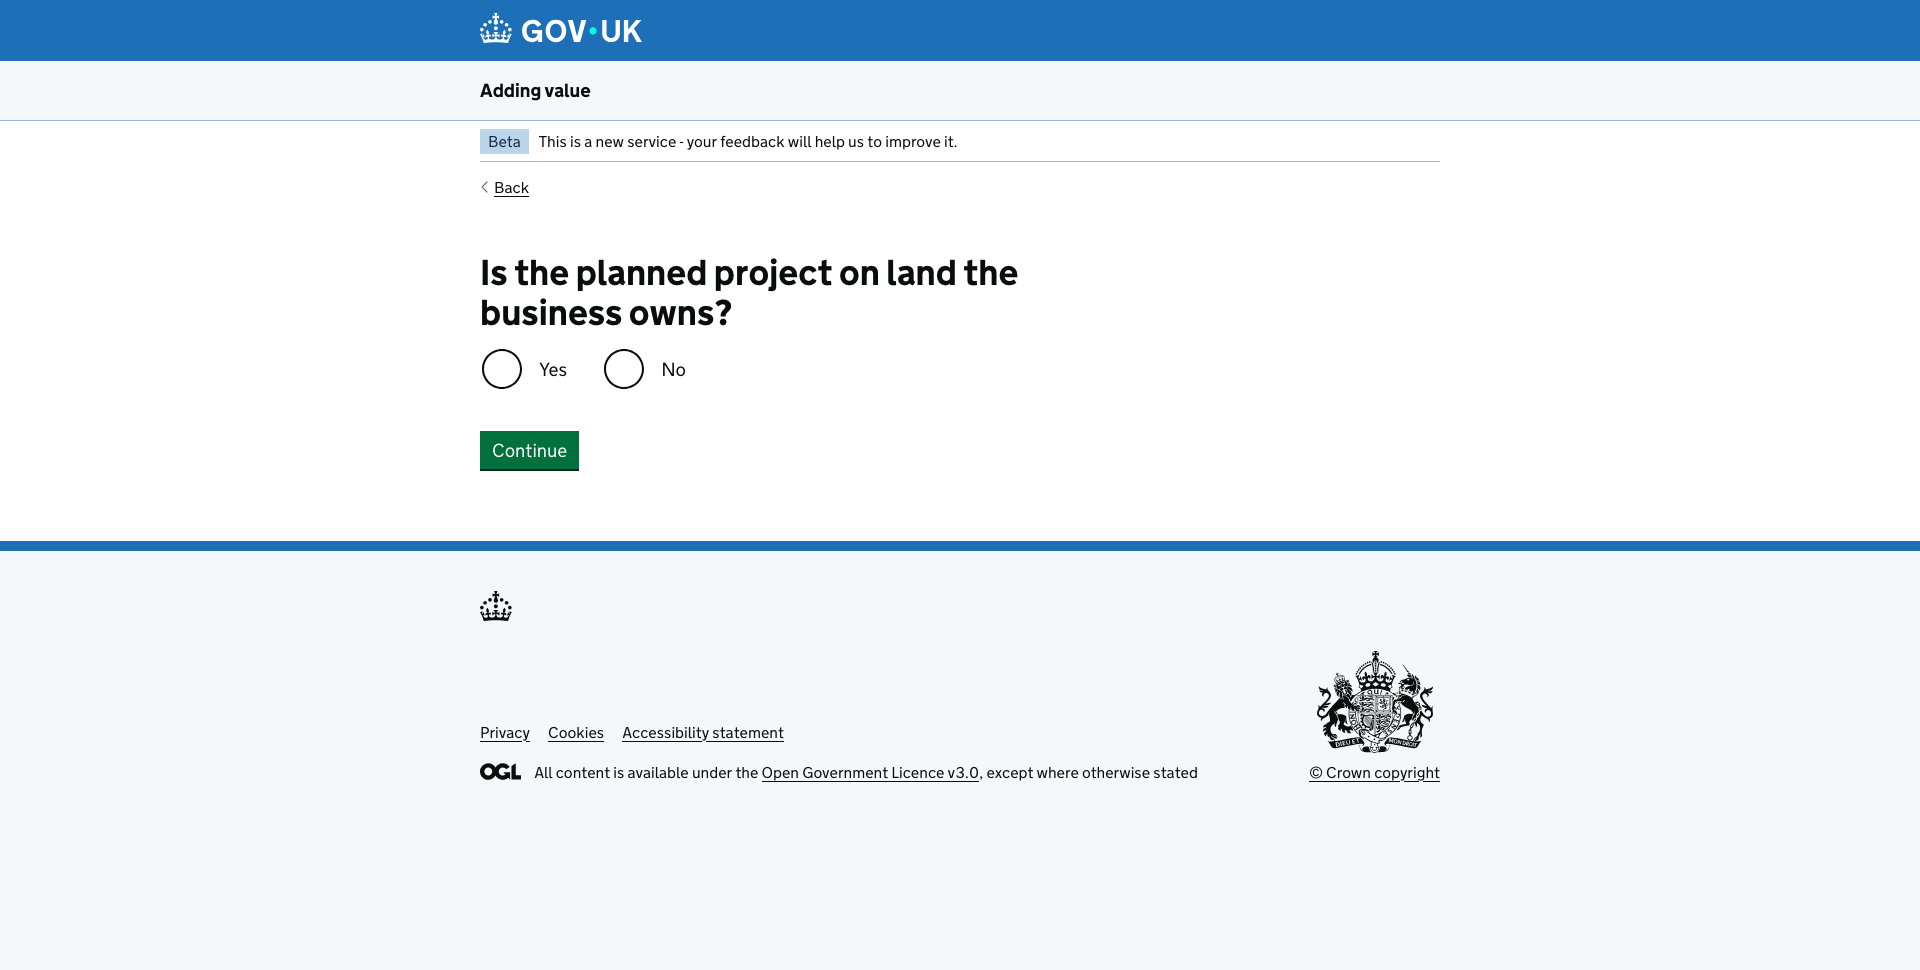 GOV•UK
Adding value
Beta This is a new service - your feedback will help us to improve it.
Back
Is the planned project on land the
business owns?
Yes No
Continue
Privacy Cookies Accessibility statement
OGL All content is available under the Open Government Licence v3.0, except where otherwise stated
© Crown copyright